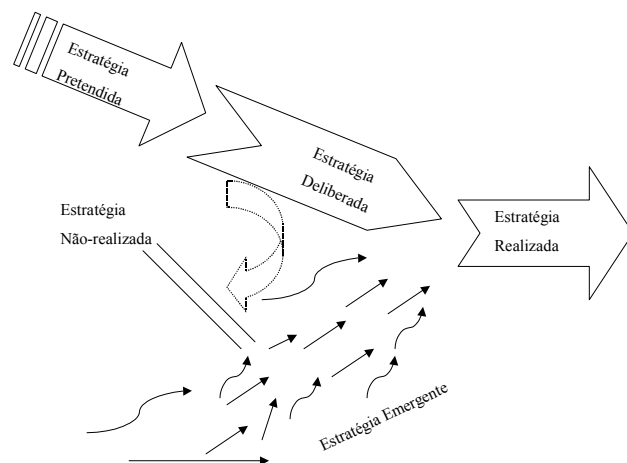 Estratégia
Pretendida
Estratégia
Deliberada
Estratégia
Não-realizada
Estratégia
Realizada
Estratégia Emergente